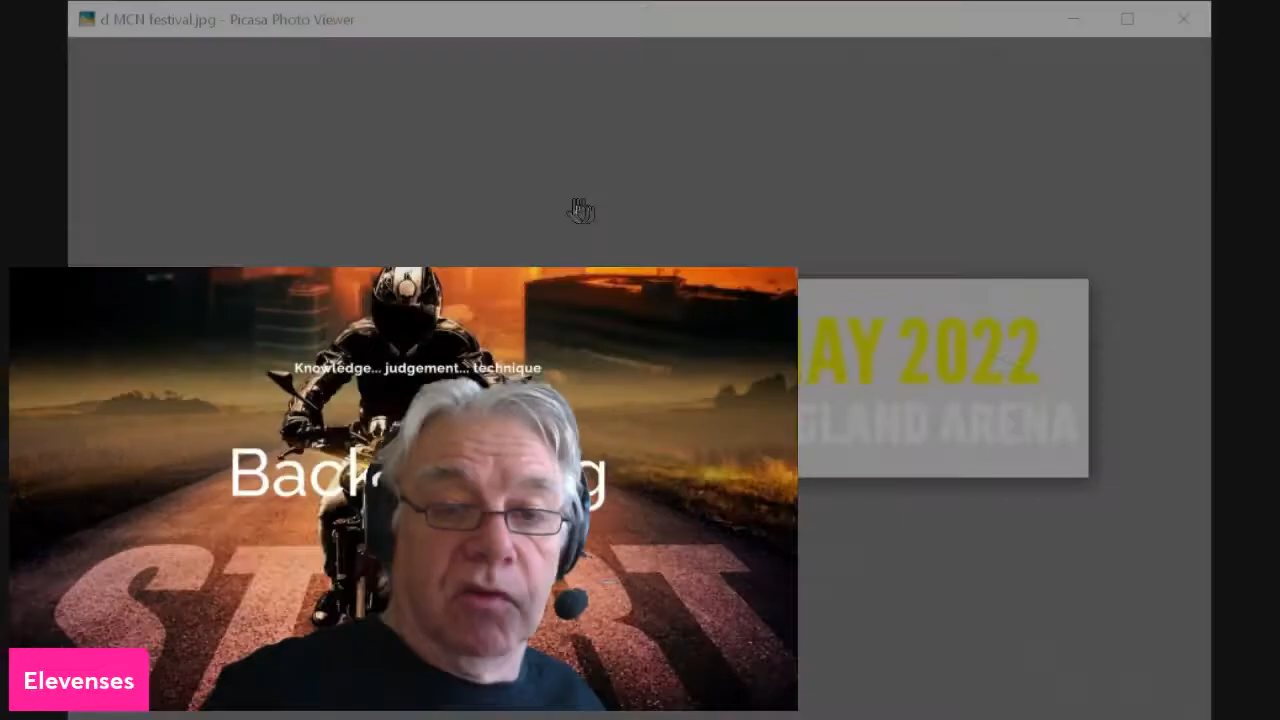 d MCN festival.jpg - Picasa Photo Viewer
AY 2022
GLAND ARENA
Knowledge... judgement... technique
Back g
START
Elevenses